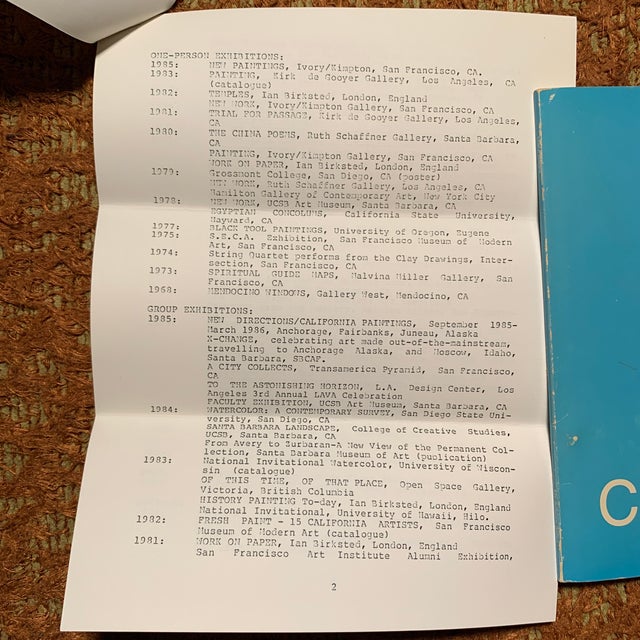 ONE-PERSON EXHIBITIONS:
1985: NEW PAINTINGS, Ivory/Kimpton, San Francisco, CA.
1983: PAINTING, Kirk de Gooyer Gallery, Los Angeles, CA
(catalogue)
1982: TEMPLES, Ian Birksted, London, England
NEW WORK, Ivory/Kimpton Gallery, San Francisco, CA
1981: TRIAL FOR PASSAGE, Kirk de Gooyer Gallery, Los Angeles,
CA
1980: THE CHINA POEMS, Ruth Schaffner Gallery, Santa Barbara,
CA
PAINTING, Ivory/Kimpton Gallery, San Francisco, CA
WORK ON PAPER, Ian Birksted, London, England
1979: Grossmont College, San Diego, CA (poster)
NEW WORK, Ruth Schaffner Gallery, Los Angeles, CA
Hamilton Gallery of Contemporary Art, New York City
1978: NEW WORK, UCSB Art Museum, Santa Barbara, CA
EGYPTIAN CONCOLUNS, California State University,
Hayward, CA
1977: BLACK TOOL PAINTINGS, University of Oregon, Eugene
1975: S.E.C.A. Exhibition, San Francisco Museum of Modern
Art, San Francisco, CA
1974: String Quartet performs from the Clay Drawings, Inter-
section, San Francisco, CA
1973: SPIRITUAL GUIDE MAPS, Malvina Miller Gallery, San
Francisco, CA
1968: MENDOCINO WINDOWS, Gallery West, Mendocino, CA
GROUP EXHIBITIONS:
1985: NEW DIRECTIONS/CALIFORNIA PAINTINGS, September 1985-
March 1986, Anchorage, Fairbanks, Juneau, Alaska
X-CHANGE, celebrating art made out-of-the-mainstream,
travelling to Anchorage Alaska, and Moscow, Idaho,
Santa Barbara, SBCAF.
A CITY COLLECTS, Transamerica Pyramid, San Francisco,
CA
TO THE ASTONISHING HORIZON, L.A. Design Center, Los
Angeles 3rd Annual LAVA Celebration
FACULTY EXHIBITION, UCSB Art Museum, Santa Barbara, CA
1984: WATERCOLOR: A CONTEMPORARY SURVEY, San Diego State Uni-
versity, San Diego, CA
SANTA BARBARA LANDSCAPE, College of Creative Studies,
UCSB, Santa Barbara, CA
From Avery to Zurbaran-A New View of the Permanent Col-
lection, Santa Barbara Museum of Art (publication)
1983: National Invitational Watercolor, University of Wiscon-
sin (catalogue)
OF THIS TIME, OF THAT PLACE, Open Space Gallery,
Victoria, British Columbia
HISTORY PAINTING To-day, Ian Birksted, London, England
National Invitational, University of Hawaii, Hilo.
1982: FRESH PAINT - 15 CALIFORNIA ARTISTS, San Francisco
Museum of Modern Art (catalogue)
1981: WORK ON PAPER, Ian Birksted, London, England
San Francisco Art Institute Alumni Exhibition,
2
C